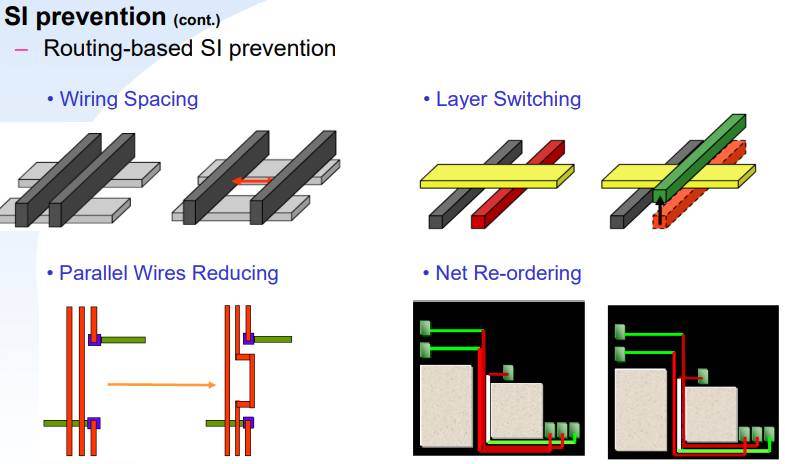 SI prevention (cont.)
– Routing-based SI prevention
• Wiring Spacing
• Layer Switching
• Parallel Wires Reducing
• Net Re-ordering